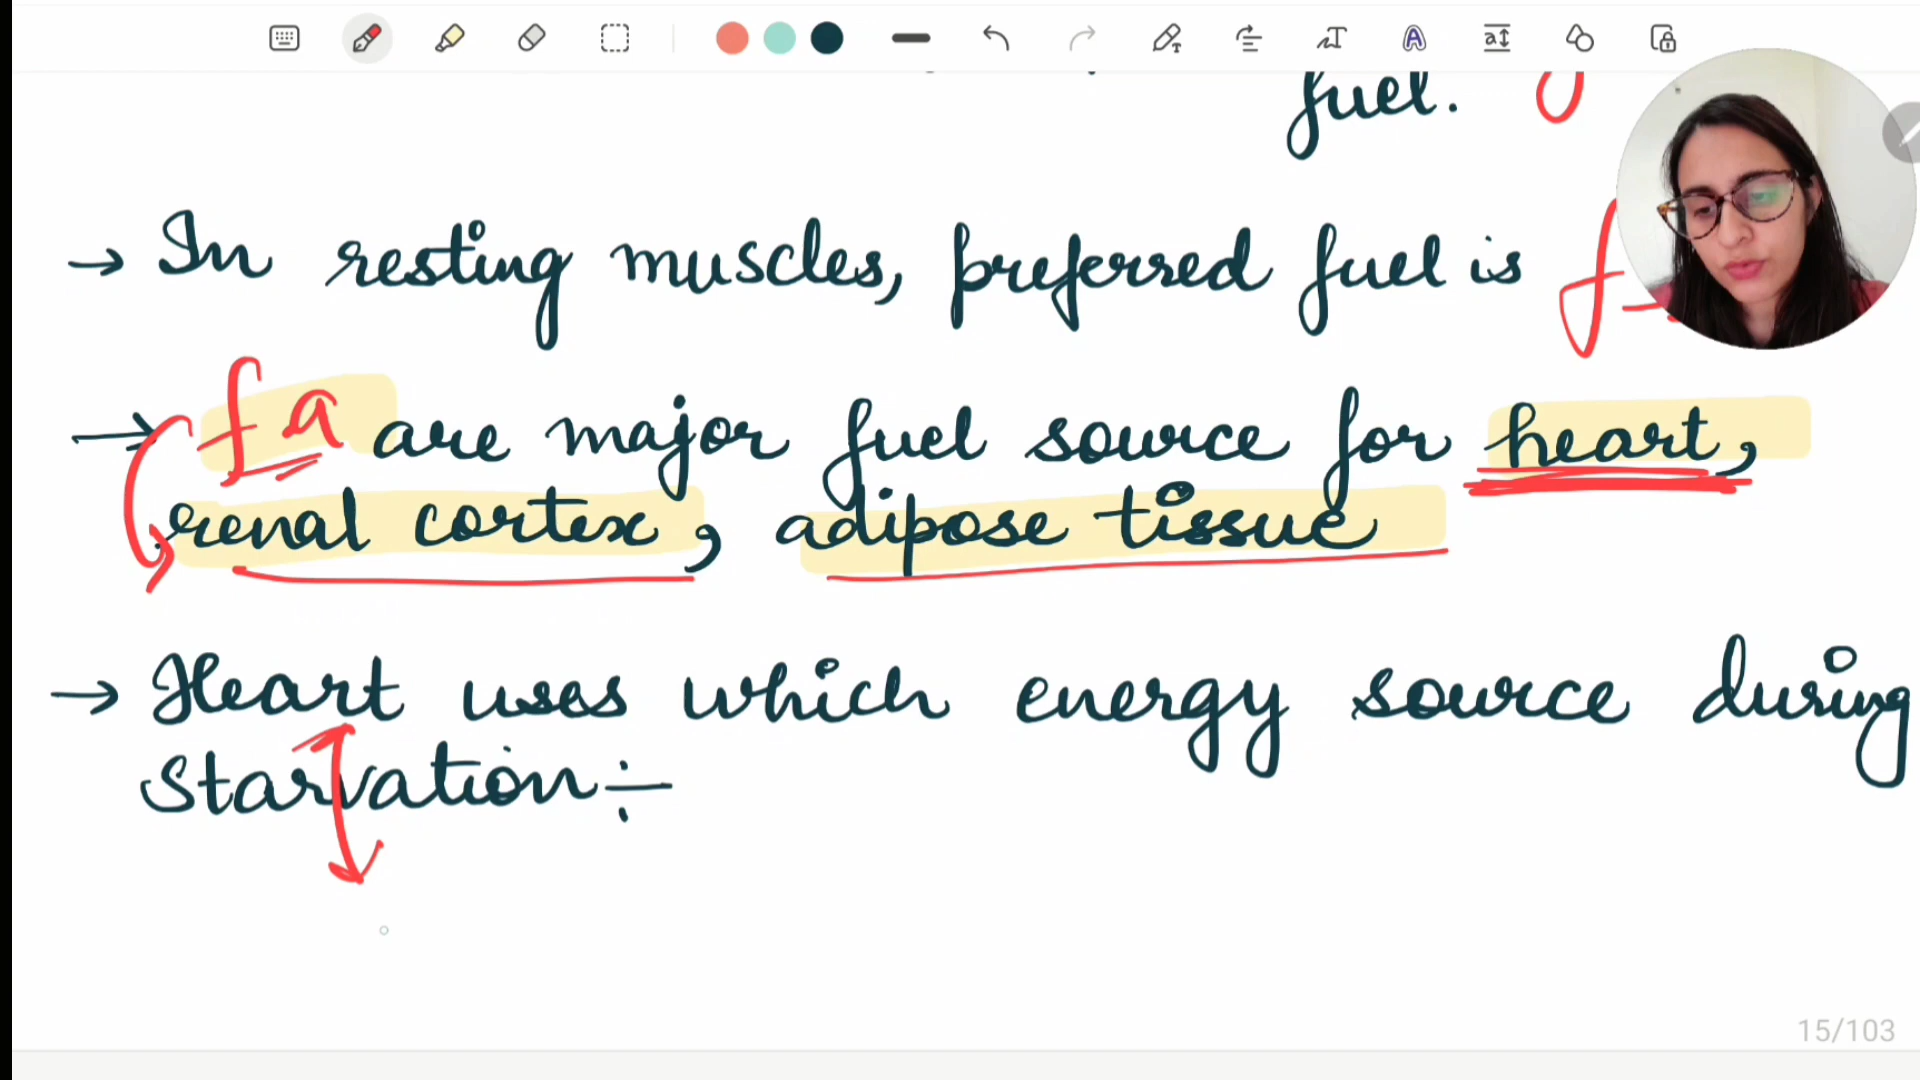 fuel.
→ In resting muscles, preferred fuel is
→ fa are major fuel source for heart,
renal cortex, adipose tissue
→ Heart uses which energy source during
starvation÷
15/103